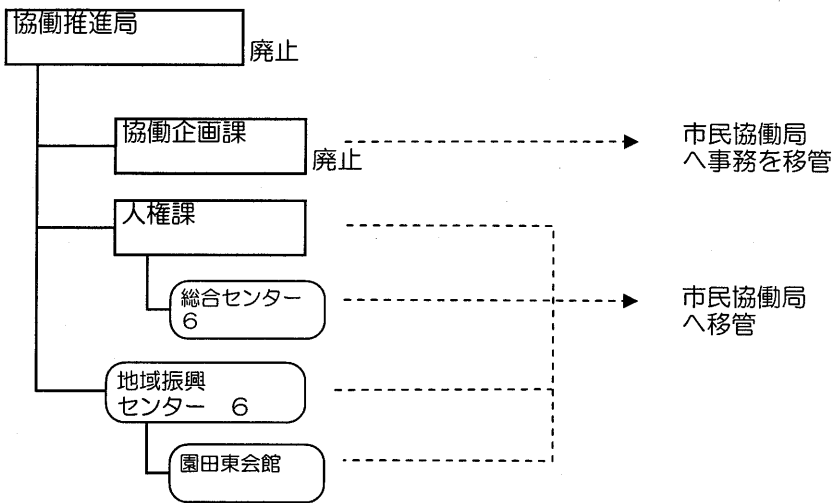 協働推進局
廃止
協働企画課
廃止
市民協働局
へ事務を移管
人権課
総合センター
6
市民協働局
へ移管
地域振興
センター 6
園田東会館